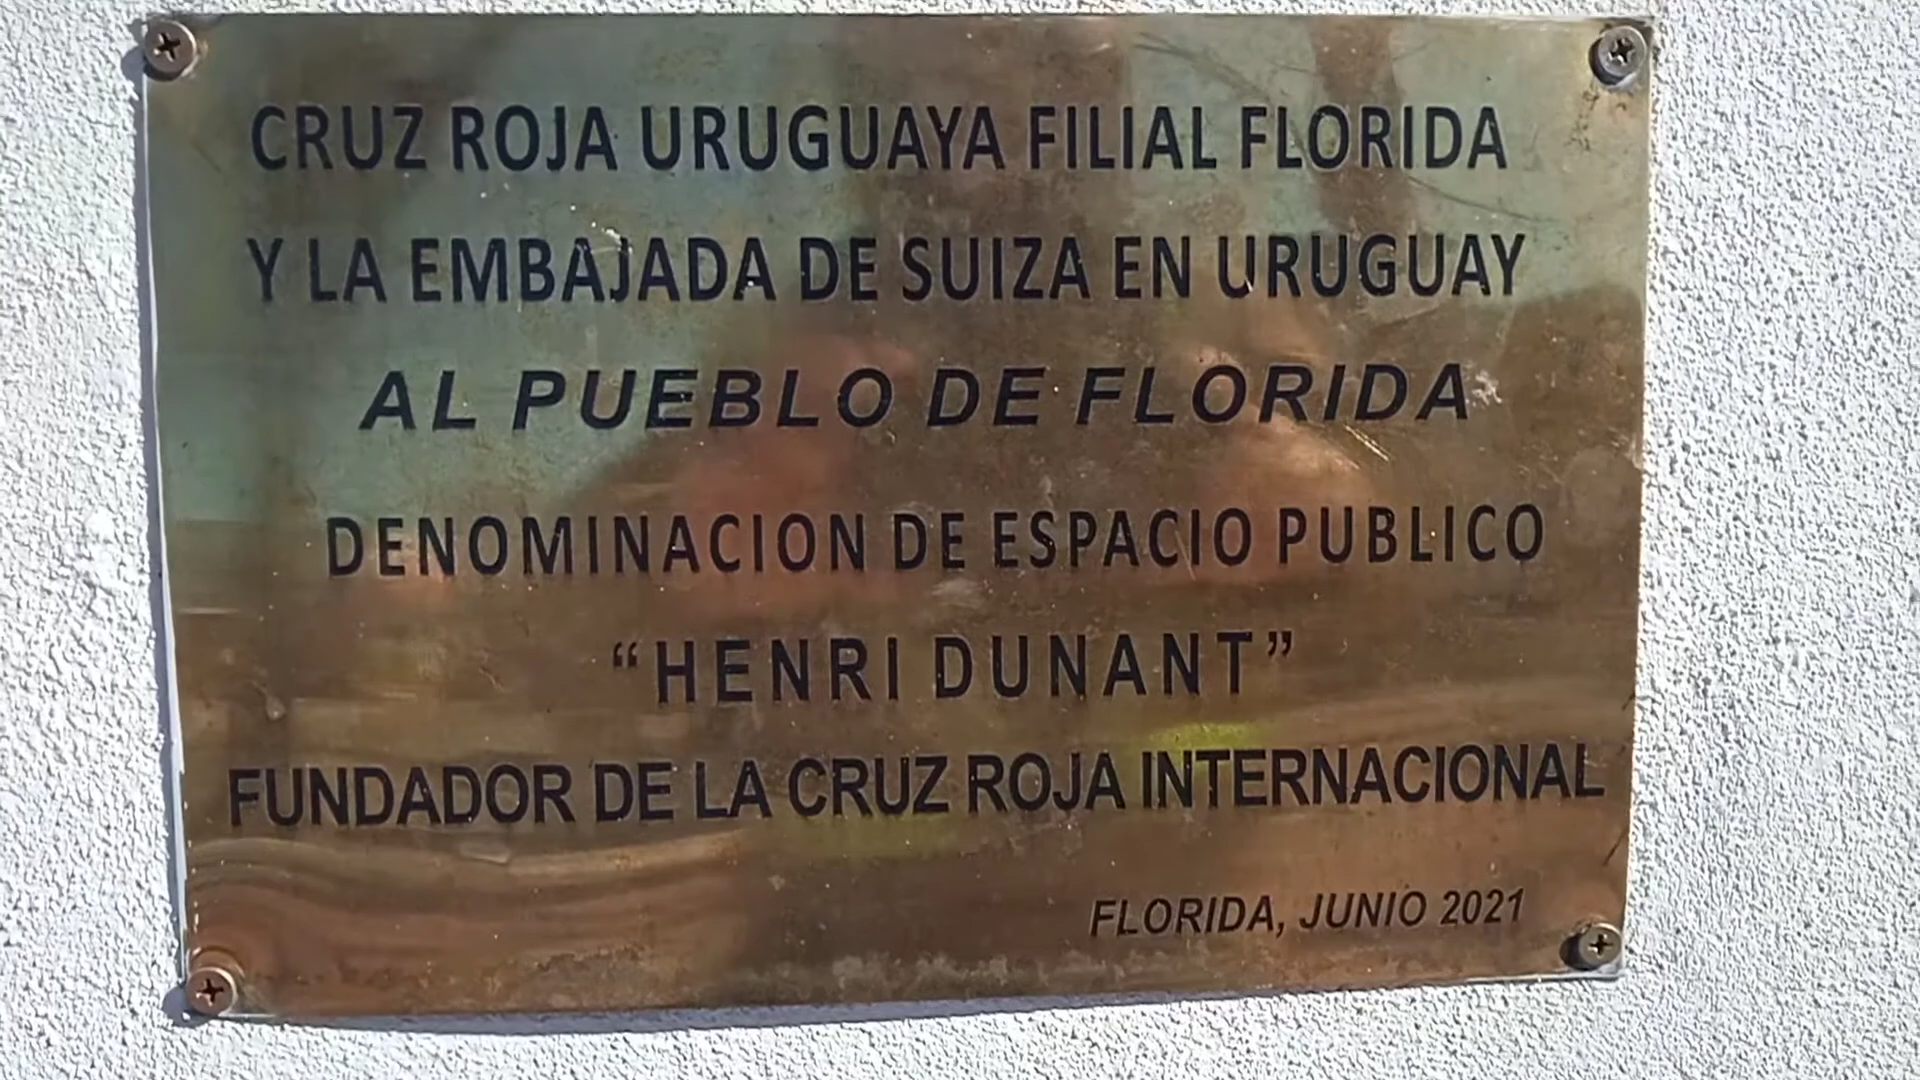 CRUZ ROJA URUGUAYA FILIAL FLORIDA
Y LA EMBAJADA DE SUIZA EN URUGUAY
AL PUEBLO DE FLORIDA
DENOMINACION DE ESPACIO PUBLICO
“HENRI DUNANT”
FUNDADOR DE LA CRUZ ROJA INTERNACIONAL
FLORIDA, JUNIO 2021